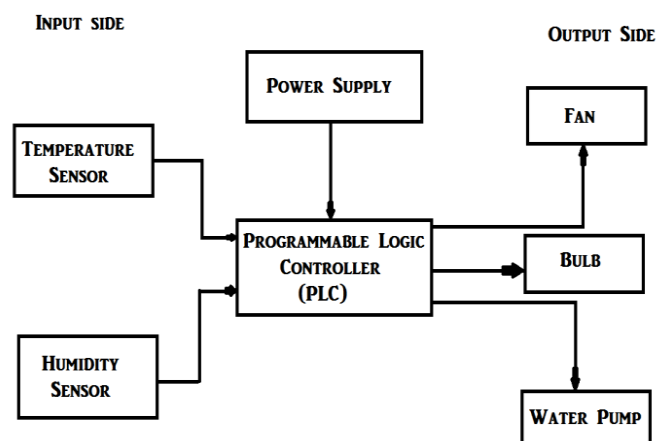 Input side
Output Side
Power Supply
Fan
Temperature
Sensor
Programmable Logic
Controller
(PLC)
Bulb
Humidity
Sensor
Water Pump